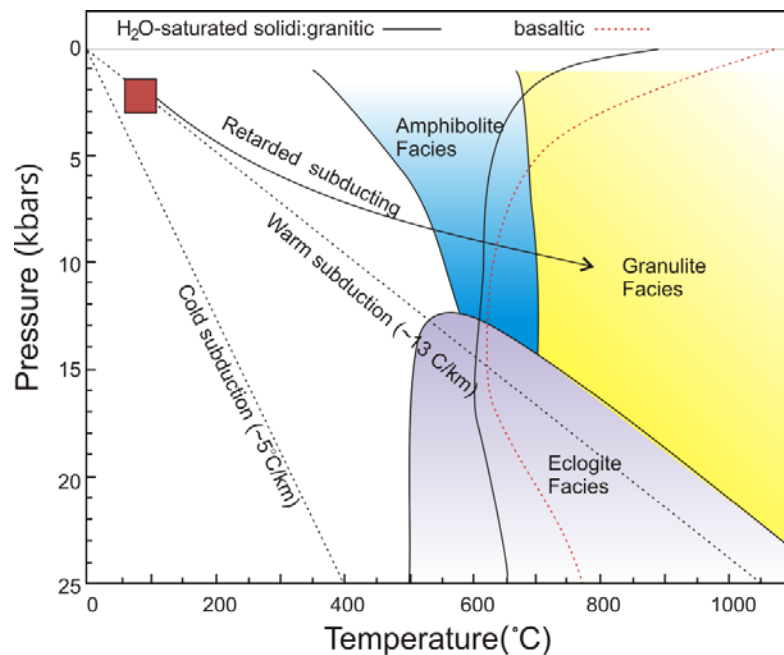 H₂O-saturated solidi:granitic
basaltic
0
5
10
15
20
25
Pressure (kbars)
Amphibolite
Facies
Retarded subducting
Warm subduction (~13 C/km)
Cold subduction (~5°C/km)
Granulite
Facies
Eclogite
Facies
0
200
400
600
800
1000
Temperature(°C)